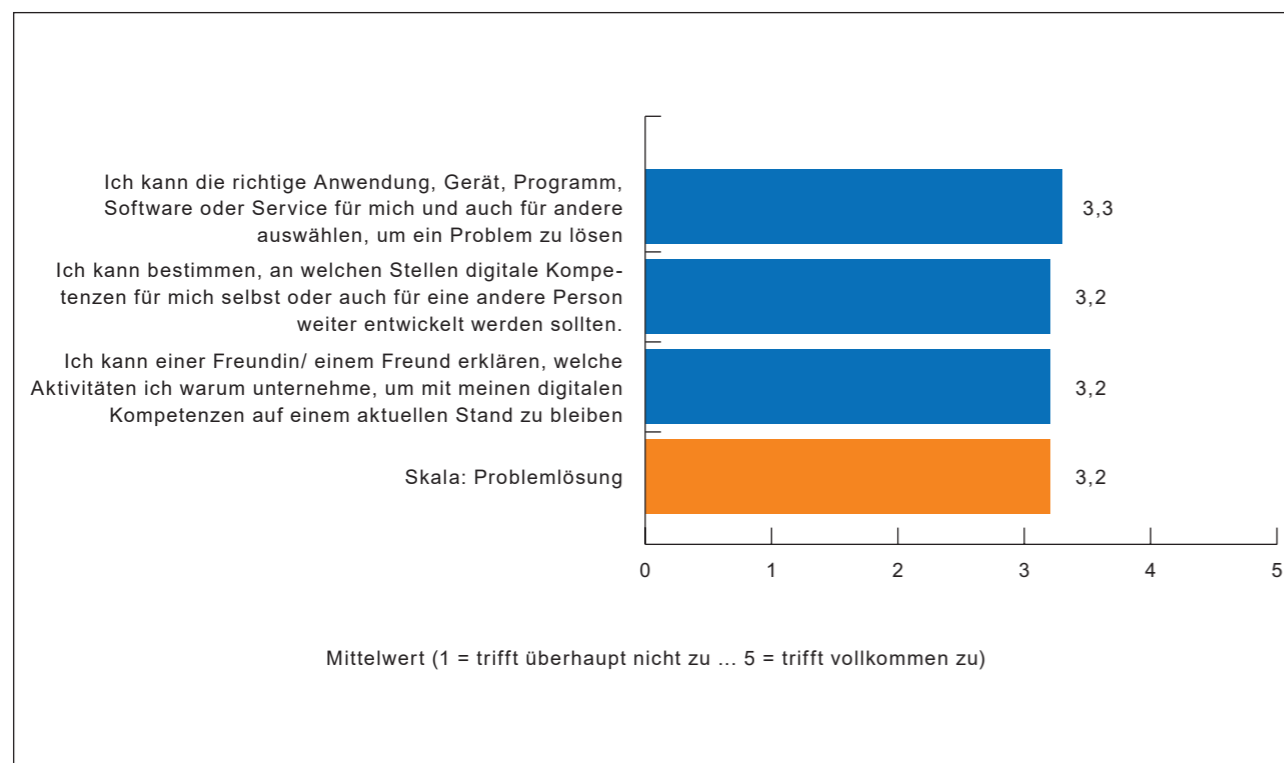 Ich kann die richtige Anwendung, Gerät, Programm,
Software oder Service für mich und auch für andere
auswählen, um ein Problem zu lösen
3,3
Ich kann bestimmen, an welchen Stellen digitale Kompe-
tenzen für mich selbst oder auch für eine andere Person
weiter entwickelt werden sollten.
3,2
Ich kann einer Freundin/ einem Freund erklären, welche
Aktivitäten ich warum unternehme, um mit meinen digitalen
Kompetenzen auf einem aktuellen Stand zu bleiben
3,2
Skala: Problemlösung
3,2
0 1 2 3 4 5
Mittelwert (1 = trifft überhaupt nicht zu ... 5 = trifft vollkommen zu)